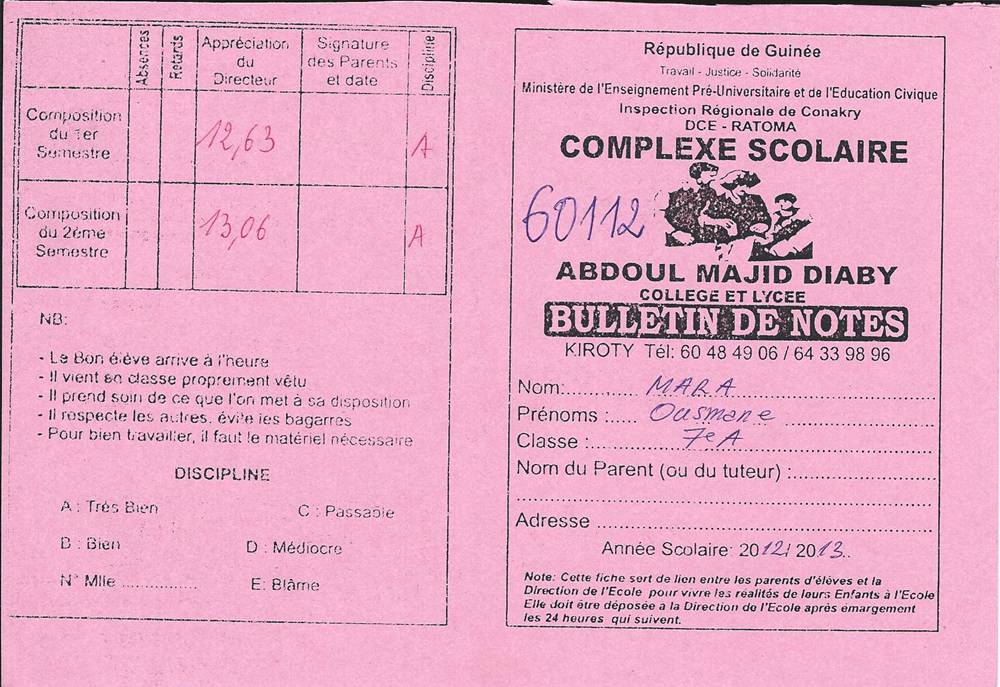 Absences
Retards
Appréciation du Directeur
Signature des Parents et date
Discipline
Composition du 1er Semestre
12,63
A
Composition du 2éme Semestre
13,06
A
NB:
- Le Bon élève arrive à l'heure
- Il vient en classe proprement vêtu
- Il prend soin de ce que l'on met à sa disposition
- Il respecte les autres, évite les bagarres
- Pour bien travailler, il faut le matériel nécessaire
DISCIPLINE
A : Trés Bien
C : Passable
B : Bien
D : Médiocre
N° Mlle ..............
E: Blâme
République de Guinée
Travail - Justice - Solidarité
Ministère de l'Enseignement Pré-Universitaire et de l'Education Civique
Inspection Régionale de Conakry
DCE - RATOMA
COMPLEXE SCOLAIRE
60112
ABDOUL MAJID DIABY
COLLEGE ET LYCEE
BULLETIN DE NOTES
KIROTY Tél: 60 48 49 06 / 64 33 98 96
Nom:............ MARA
Prénoms :..... Ousmane
Classe :............ 7e A
Nom du Parent (ou du tuteur) :....................
Adresse ..................................................
Année Scolaire: 2012/ 2013..
Note: Cette fiche sert de lien entre les parents d'élèves et la
Direction de l'Ecole pour vivre les réalités de leurs Enfants à l'Ecole
Elle doit être déposée a la Direction de l'Ecole après émargement
les 24 heures qui suivent.